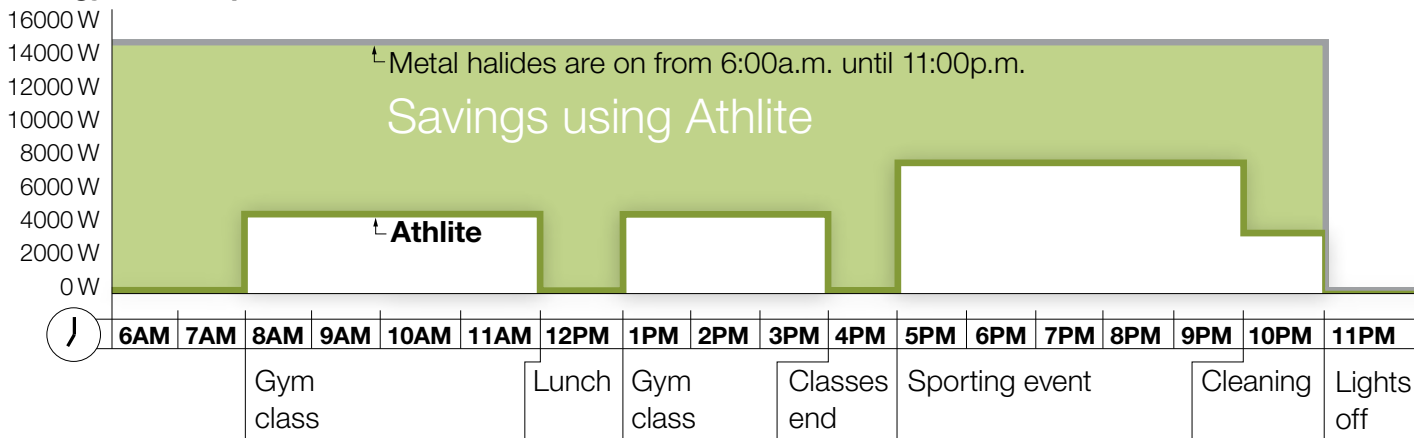 16000 W
14000 W
12000 W
10000 W
8000 W
6000 W
4000 W
2000 W
0 W
Metal halides are on from 6:00a.m. until 11:00p.m.
Savings using Athlite
Athlite
6AM 7AM 8AM 9AM 10AM 11AM 12PM 1PM 2PM 3PM 4PM 5PM 6PM 7PM 8PM 9PM 10PM 11PM
Gym
class
Lunch
Gym
class
Classes
end
Sporting event
Cleaning
Lights
off